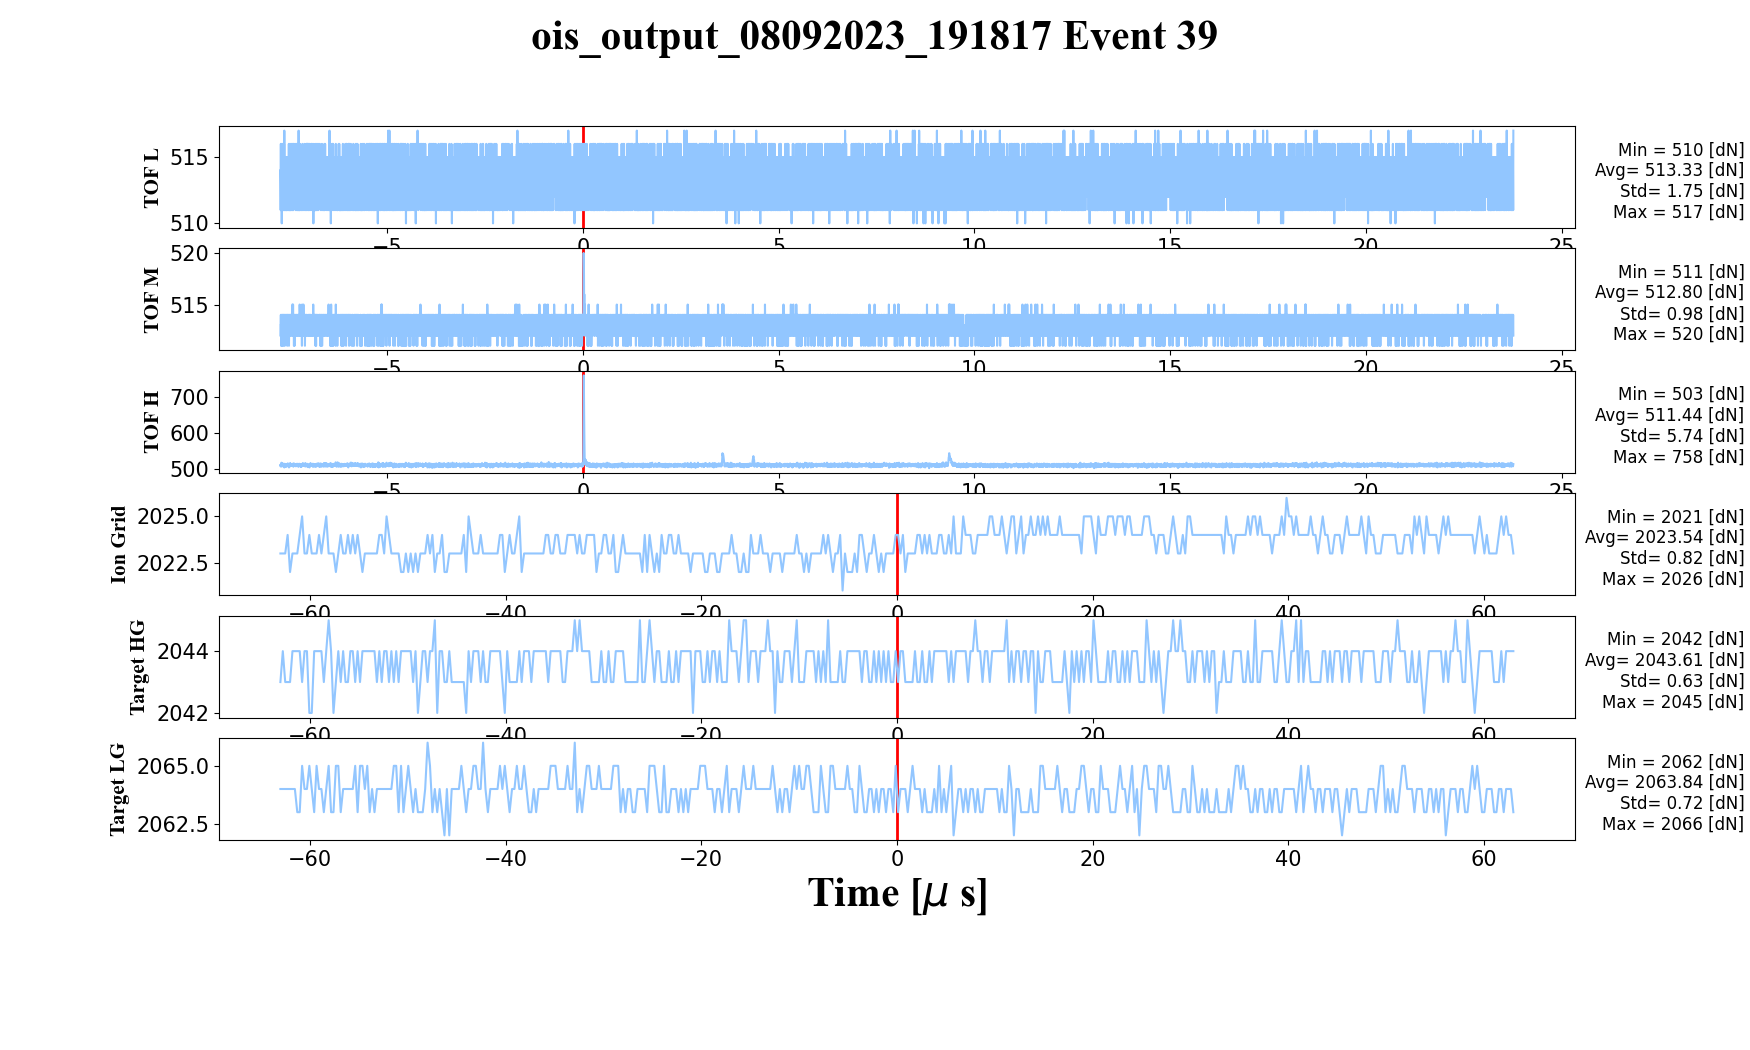 ois_output_08092023_191817 Event 39
TOF L
515
510
Min = 510 [dN]
Avg= 513.33 [dN]
Std= 1.75 [dN]
Max = 517 [dN]
−5 0 5 10 15 20 25
TOF M
520
515
Min = 511 [dN]
Avg= 512.80 [dN]
Std= 0.98 [dN]
Max = 520 [dN]
−5 0 5 10 15 20 25
TOF H
700
600
500
Min = 503 [dN]
Avg= 511.44 [dN]
Std= 5.74 [dN]
Max = 758 [dN]
−5 0 5 10 15 20 25
Ion Grid
2025.0
2022.5
Min = 2021 [dN]
Avg= 2023.54 [dN]
Std= 0.82 [dN]
Max = 2026 [dN]
−60 −40 −20 0 20 40 60
Target HG
2044
2042
Min = 2042 [dN]
Avg= 2043.61 [dN]
Std= 0.63 [dN]
Max = 2045 [dN]
−60 −40 −20 0 20 40 60
Target LG
2065.0
2062.5
Min = 2062 [dN]
Avg= 2063.84 [dN]
Std= 0.72 [dN]
Max = 2066 [dN]
−60 −40 −20 0 20 40 60
Time [μ s]